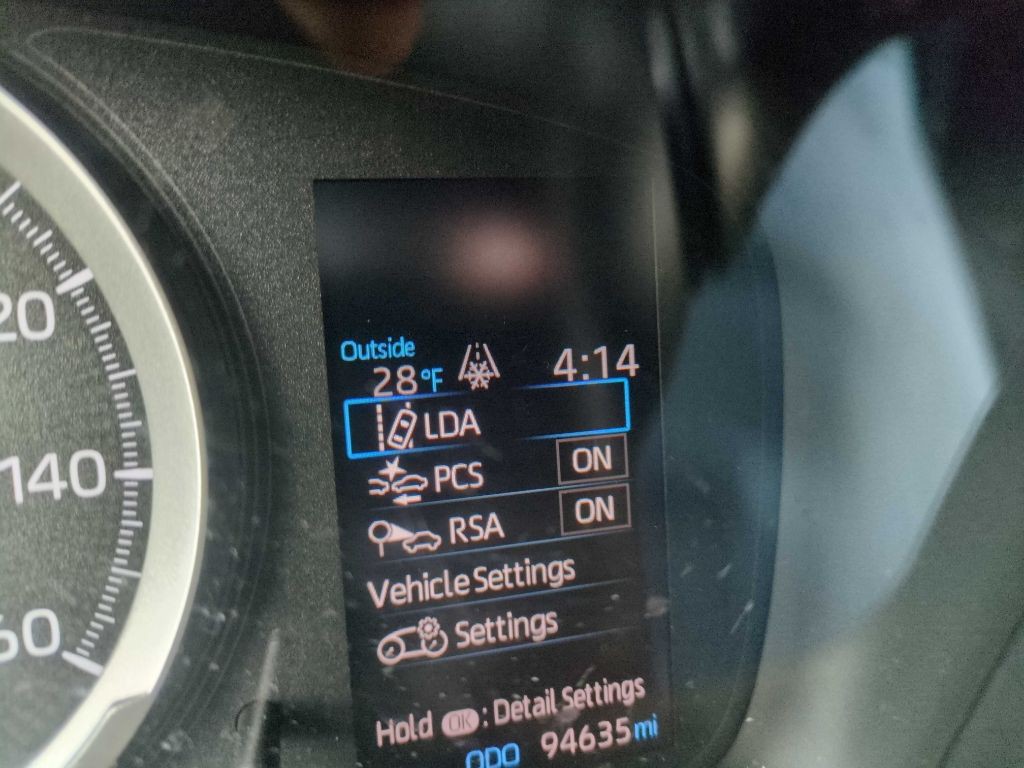 Outside
28 °F 4:14
LDA
PCS ON
RSA ON
Vehicle Settings
Settings
Hold OK : Detail Settings
ODO 94635 mi
20
140
60